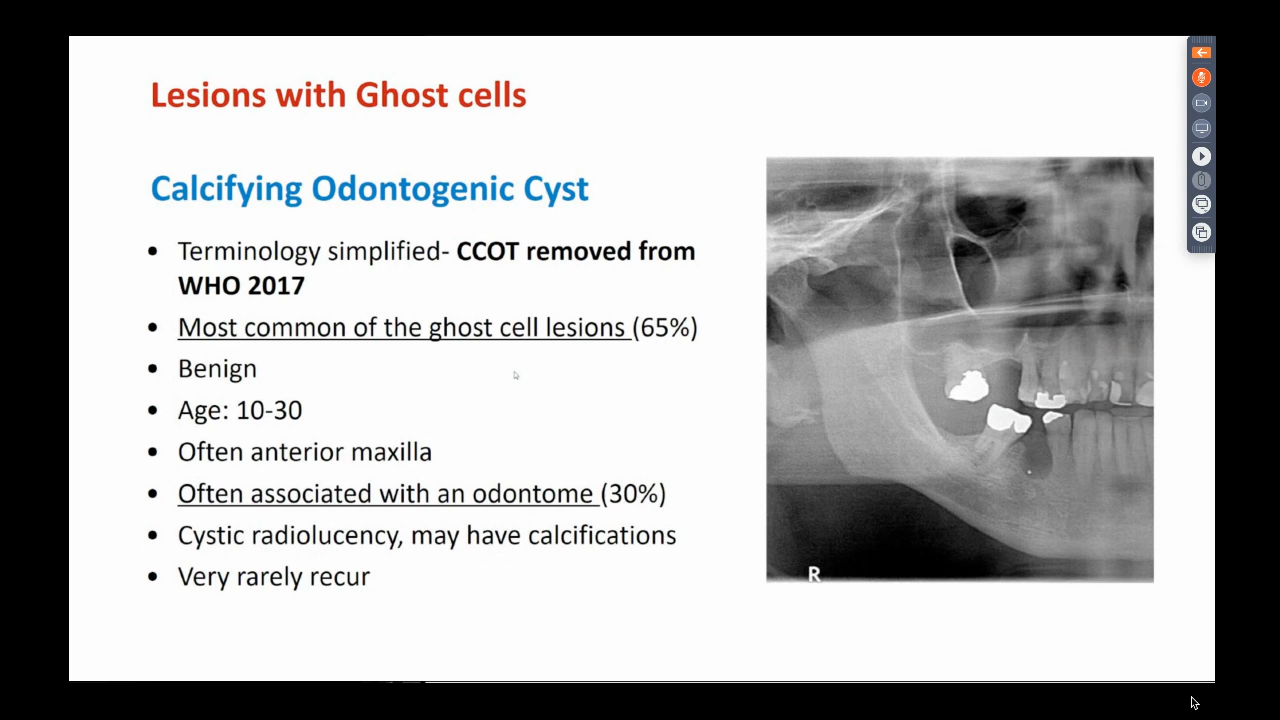 Lesions with Ghost cells
Calcifying Odontogenic Cyst
• Terminology simplified- CCOT removed from
WHO 2017
• Most common of the ghost cell lesions (65%)
• Benign
• Age: 10-30
• Often anterior maxilla
• Often associated with an odontome (30%)
• Cystic radiolucency, may have calcifications
• Very rarely recur
R